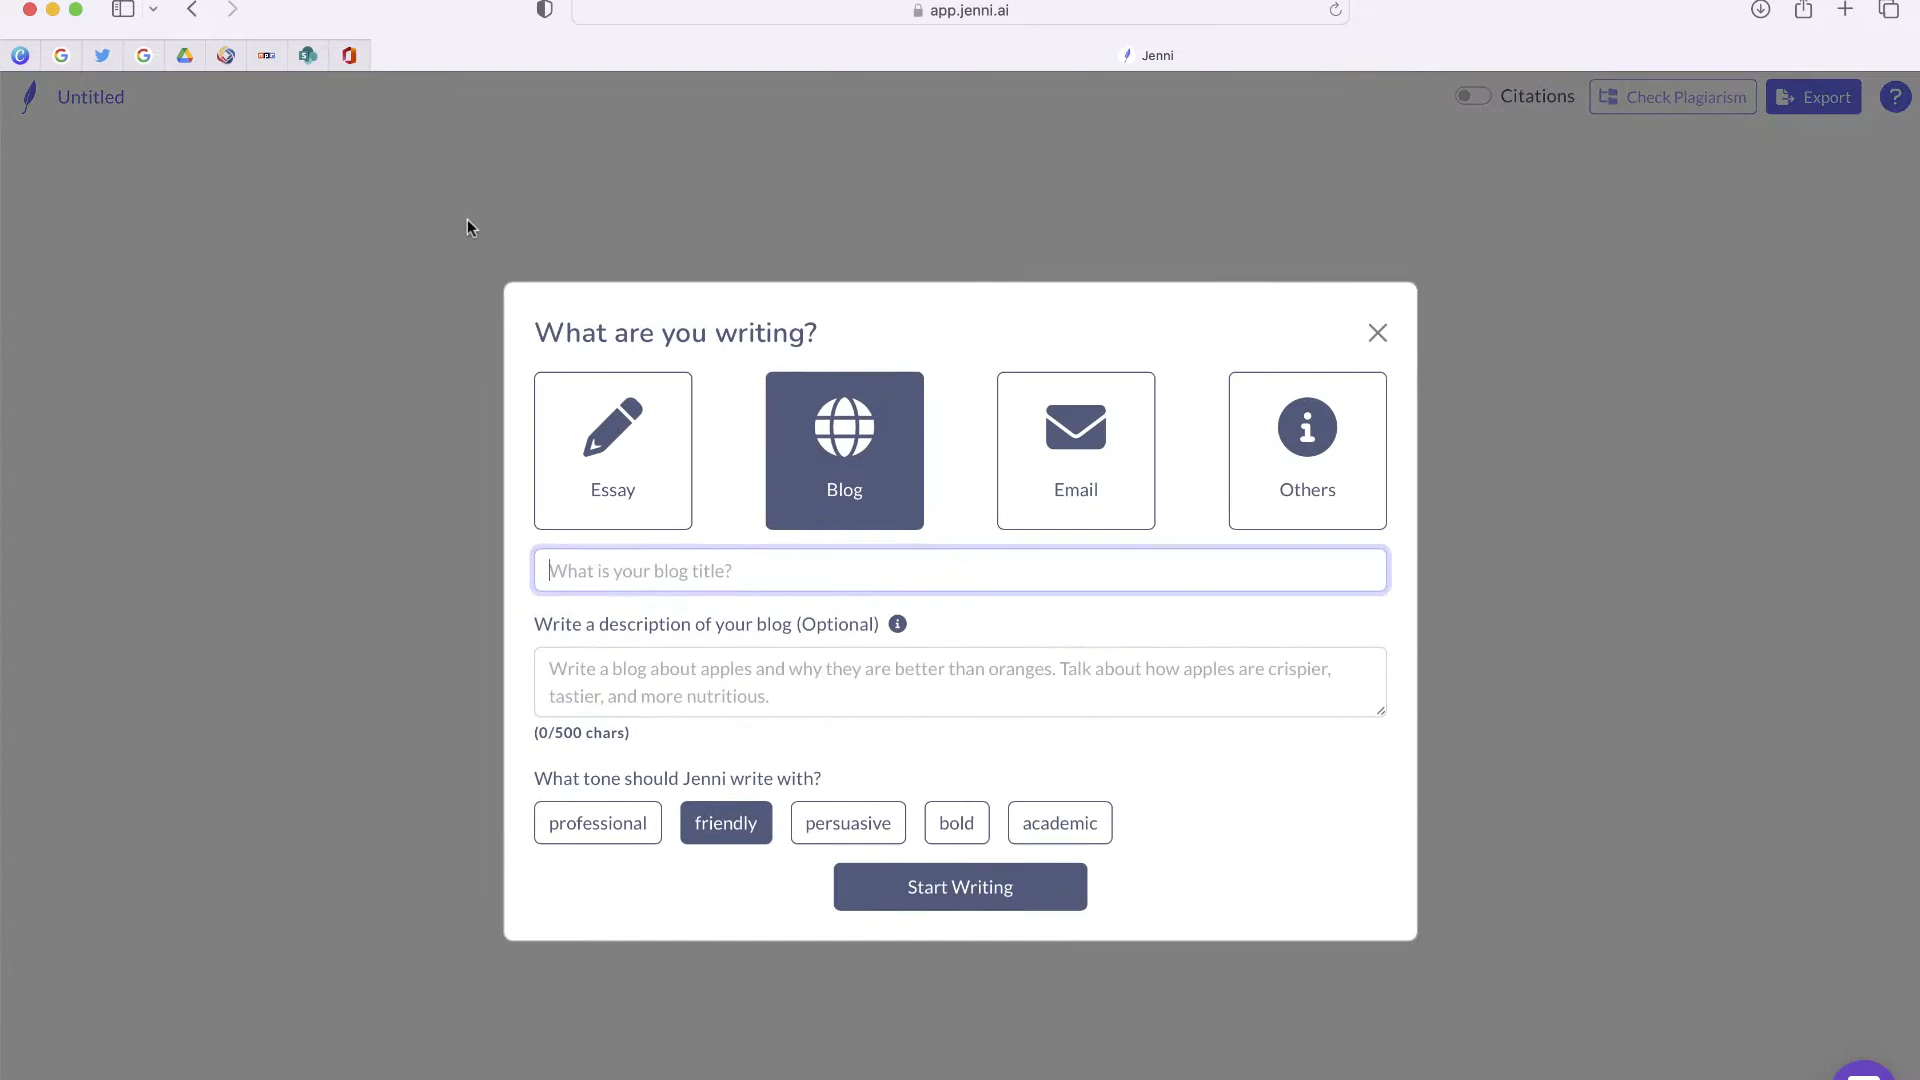 app.jenni.ai
Jenni
Untitled
Citations
Check Plagiarism
Export
?
What are you writing?
Essay
Blog
Email
Others
What is your blog title?
Write a description of your blog (Optional)
Write a blog about apples and why they are better than oranges. Talk about how apples are crispier,
tastier, and more nutritious.
(0/500 chars)
What tone should Jenni write with?
professional
friendly
persuasive
bold
academic
Start Writing